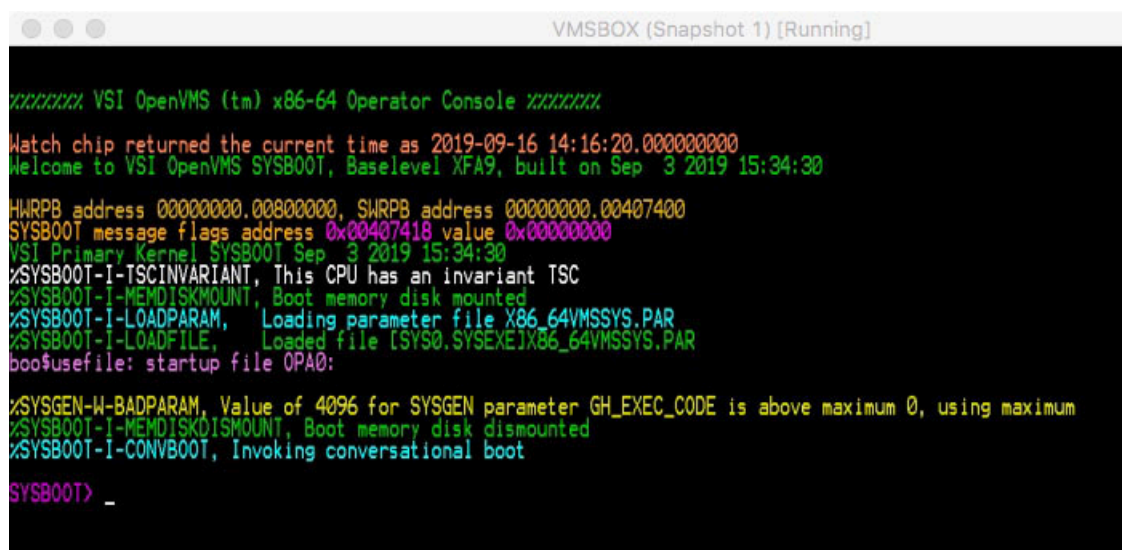 VMSBOX (Snapshot 1) [Running]
%%%%%%% VSI OpenVMS (tm) x86-64 Operator Console %%%%%%%
Watch chip returned the current time as 2019-09-16 14:16:20.000000000
Welcome to VSI OpenVMS SYSBOOT, Baselevel XFA9, built on Sep  3 2019 15:34:30
HWRPB address 00000000.00800000, SWRPB address 00000000.00407400
SYSBOOT message flags address 0x00407418 value 0x00000000
VSI Primary Kernel SYSBOOT Sep  3 2019 15:34:30
%SYSBOOT-I-TSCINVARIANT, This CPU has an invariant TSC
%SYSBOOT-I-MEMDISKMOUNT, Boot memory disk mounted
%SYSBOOT-I-LOADPARAM,   Loading parameter file X86_64VMSSYS.PAR
%SYSBOOT-I-LOADFILE,    Loaded file [SYS0.SYSEXE]X86_64VMSSYS.PAR
boo$usefile: startup file OPA0:
%SYSGEN-W-BADPARAM, Value of 4096 for SYSGEN parameter GH_EXEC_CODE is above maximum 0, using maximum
%SYSBOOT-I-MEMDISKDISMOUNT, Boot memory disk dismounted
%SYSBOOT-I-CONVBOOT, Invoking conversational boot
SYSBOOT> _